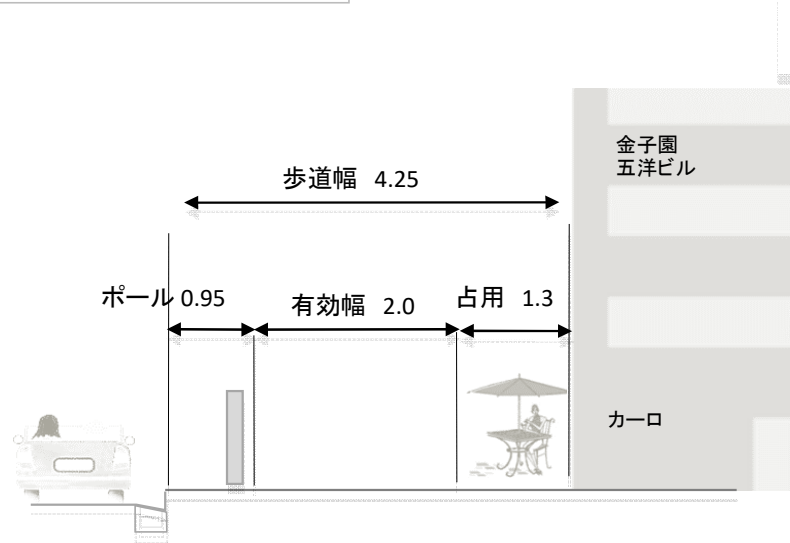 金子園
五洋ビル
歩道幅 4.25
ポール 0.95
有効幅 2.0
占用 1.3
カーロ